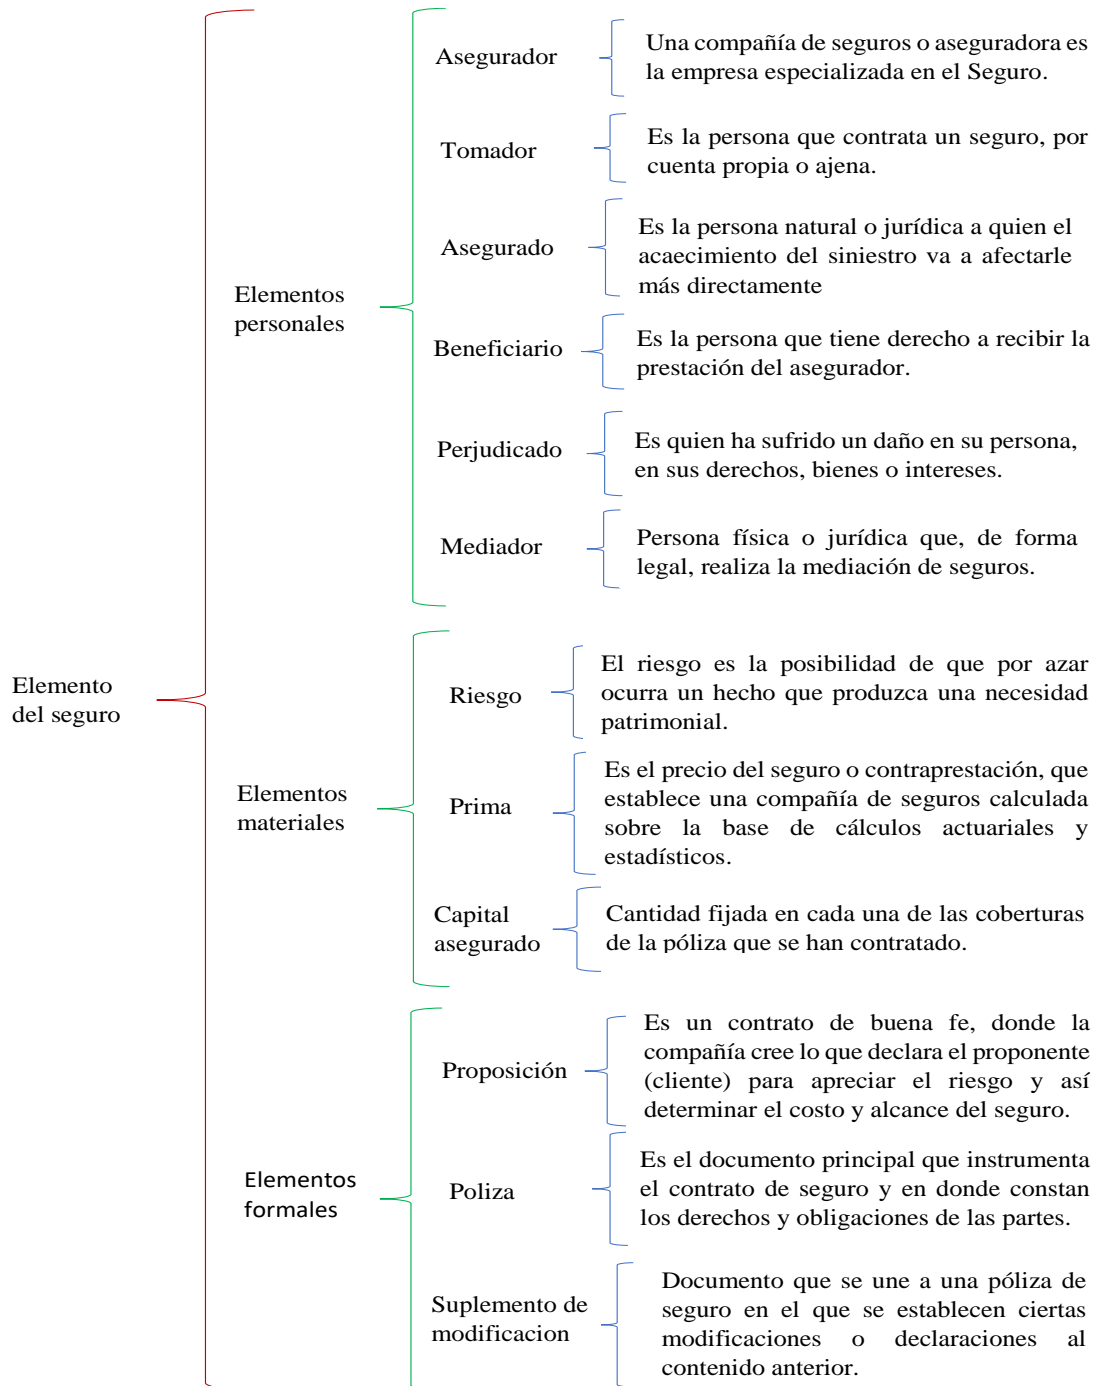 Elemento
del seguro
Elementos
personales
Asegurador
Una compañía de seguros o aseguradora es
la empresa especializada en el Seguro.
Tomador
Es la persona que contrata un seguro, por
cuenta propia o ajena.
Asegurado
Es la persona natural o jurídica a quien el
acaecimiento del siniestro va a afectarle
más directamente
Beneficiario
Es la persona que tiene derecho a recibir la
prestación del asegurador.
Perjudicado
Es quien ha sufrido un daño en su persona,
en sus derechos, bienes o intereses.
Mediador
Persona física o jurídica que, de forma
legal, realiza la mediación de seguros.
Elementos
materiales
Riesgo
El riesgo es la posibilidad de que por azar
ocurra un hecho que produzca una necesidad
patrimonial.
Prima
Es el precio del seguro o contraprestación, que
establece una compañía de seguros calculada
sobre la base de cálculos actuariales y
estadísticos.
Capital
asegurado
Cantidad fijada en cada una de las coberturas
de la póliza que se han contratado.
Elementos
formales
Proposición
Es un contrato de buena fe, donde la
compañía cree lo que declara el proponente
(cliente) para apreciar el riesgo y así
determinar el costo y alcance del seguro.
Poliza
Es el documento principal que instrumenta
el contrato de seguro y en donde constan
los derechos y obligaciones de las partes.
Suplemento de
modificacion
Documento que se une a una póliza de
seguro en el que se establecen ciertas
modificaciones o declaraciones al
contenido anterior.